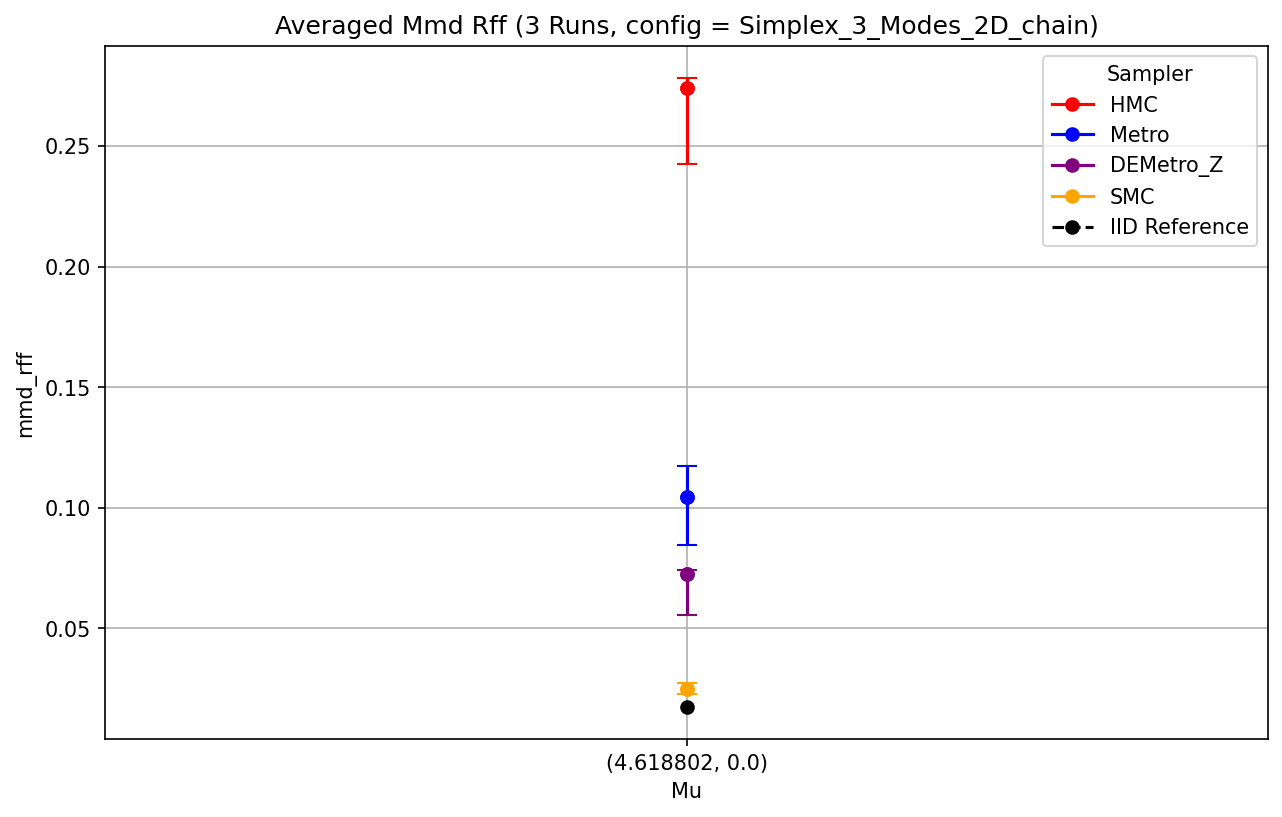 Averaged Mmd Rff (3 Runs, config = Simplex_3_Modes_2D_chain)
Sampler
HMC
Metro
DEMetro_Z
SMC
IID Reference
mmd_rff
0.25
0.20
0.15
0.10
0.05
(4.618802, 0.0)
Mu